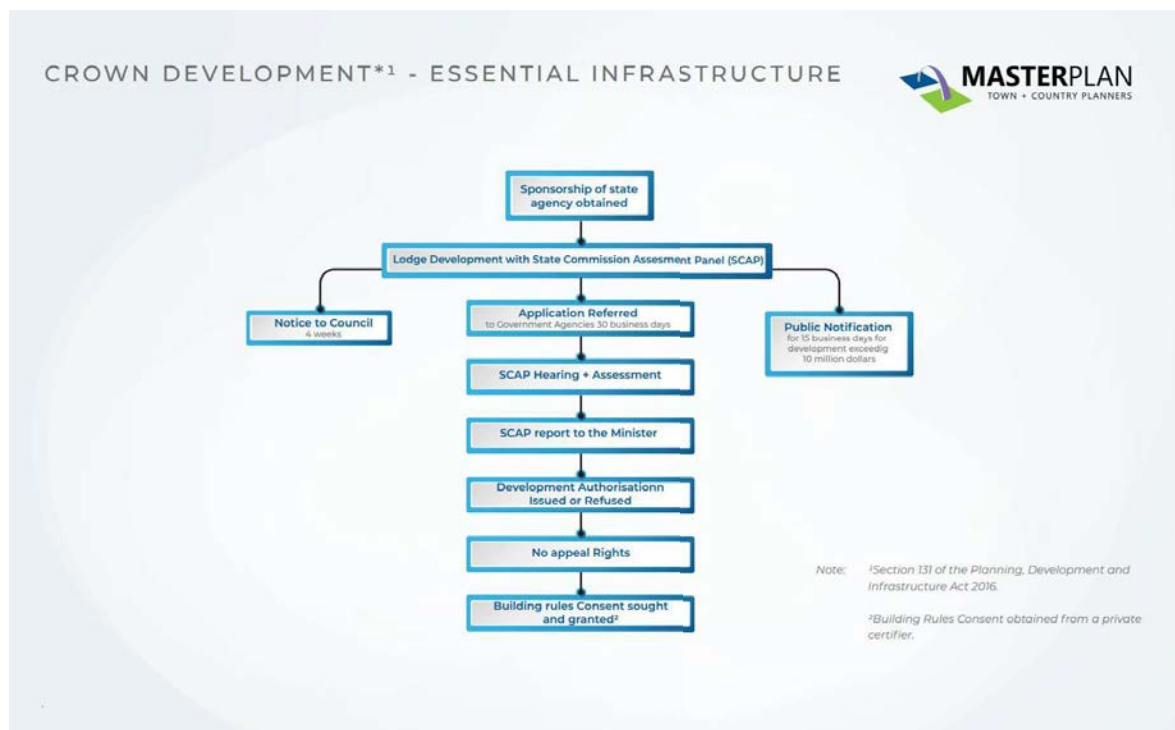 CROWN DEVELOPMENT*¹ - ESSENTIAL INFRASTRUCTURE
MASTERPLAN
TOWN + COUNTRY PLANNERS
Sponsorship of state
agency obtained
Lodge Development with State Commission Assesment Panel (SCAP)
Notice to Council
4 weeks
Application Referred
to Government Agencies 30 business days
Public Notification
for 15 business days for
development exceedig
10 million dollars
SCAP Hearing + Assessment
SCAP report to the Minister
Development Authorisationn
Issued or Refused
No appeal Rights
Building rules Consent sought
and granted²
Note: ¹Section 131 of the Planning, Development and
Infrastructure Act 2016.
²Building Rules Consent obtained from a private
certifier.